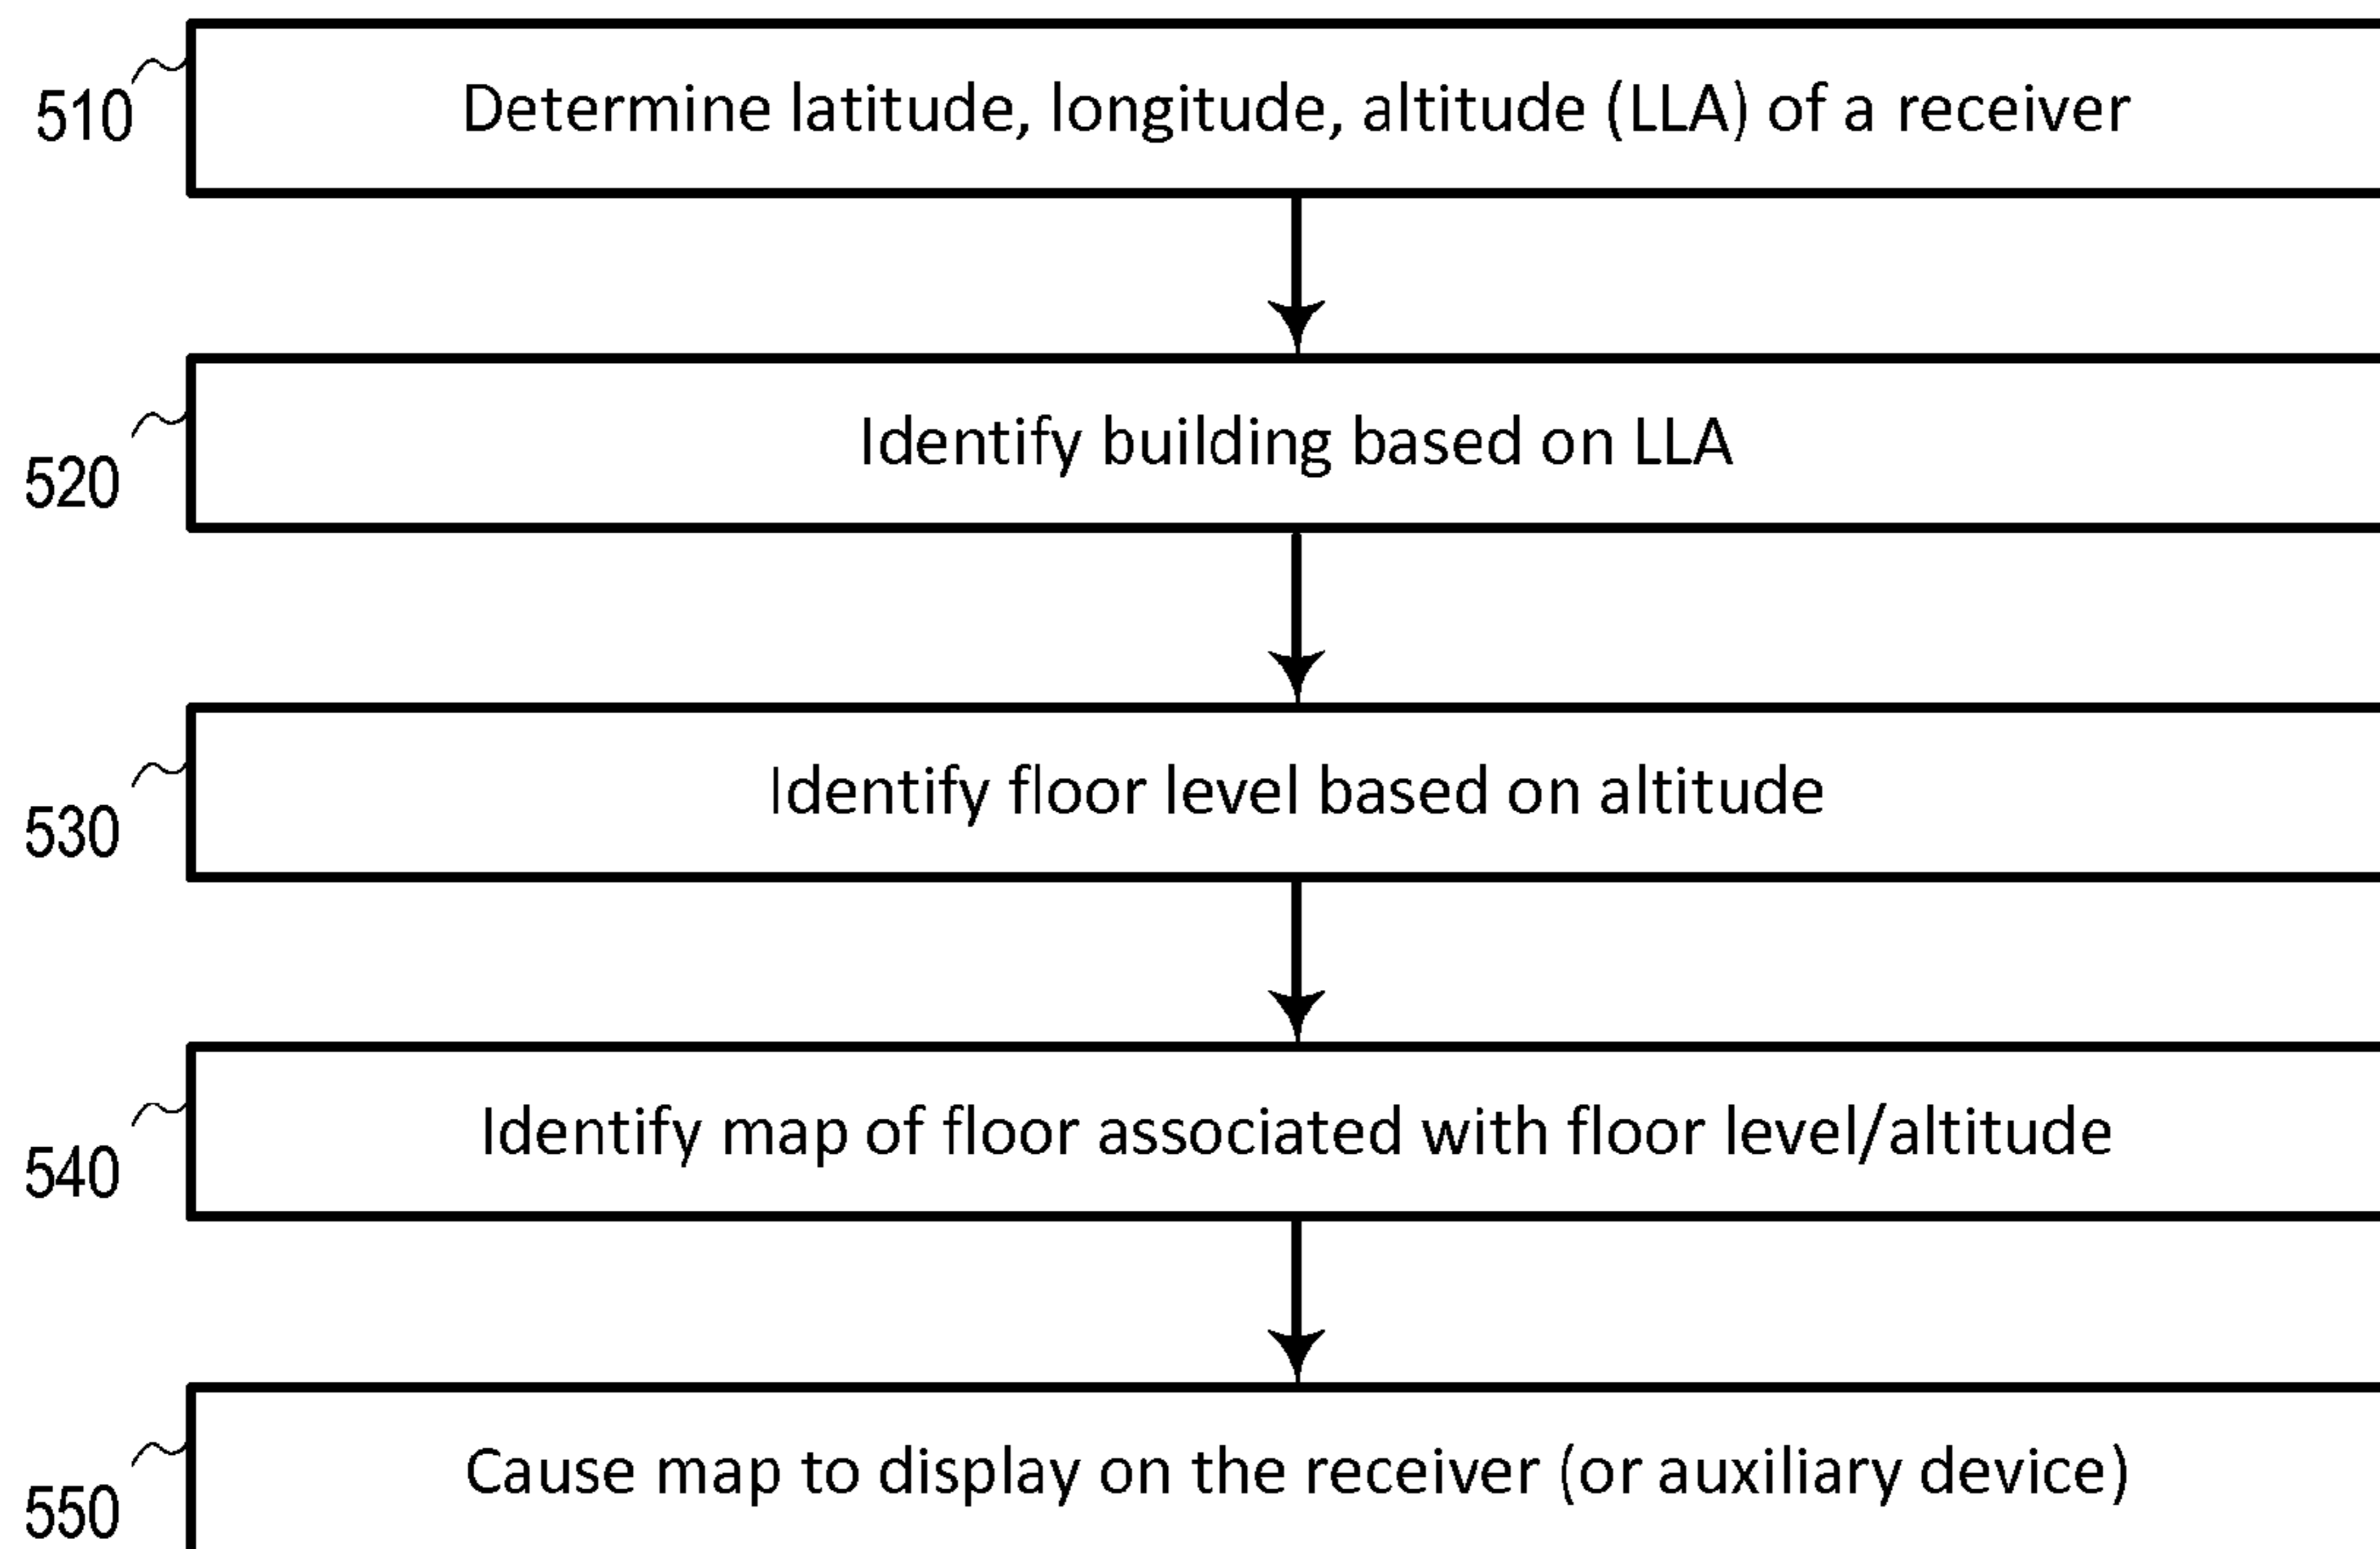 510
Determine latitude, longitude, altitude (LLA) of a receiver
520
Identify building based on LLA
530
Identify floor level based on altitude
540
Identify map of floor associated with floor level/altitude
550
Cause map to display on the receiver (or auxiliary device)